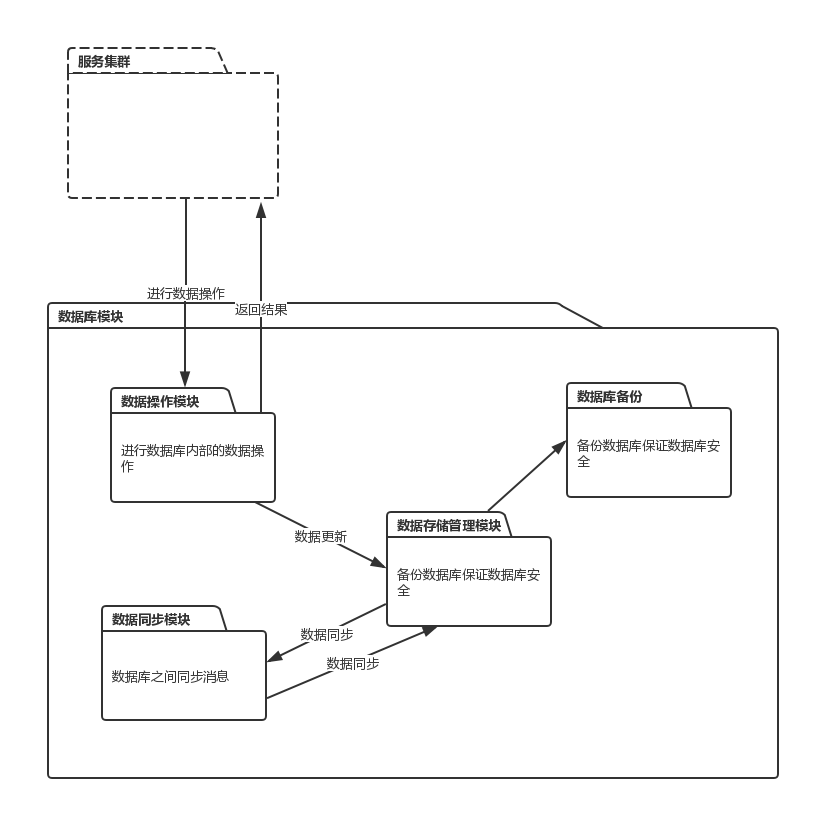 服务集群
进行数据操作
返回结果
数据库模块
数据操作模块
进行数据库内部的数据操
作
数据库备份
备份数据库保证数据库安
全
数据更新
数据存储管理模块
备份数据库保证数据库安
全
数据同步模块
数据库之间同步消息
数据同步
数据同步